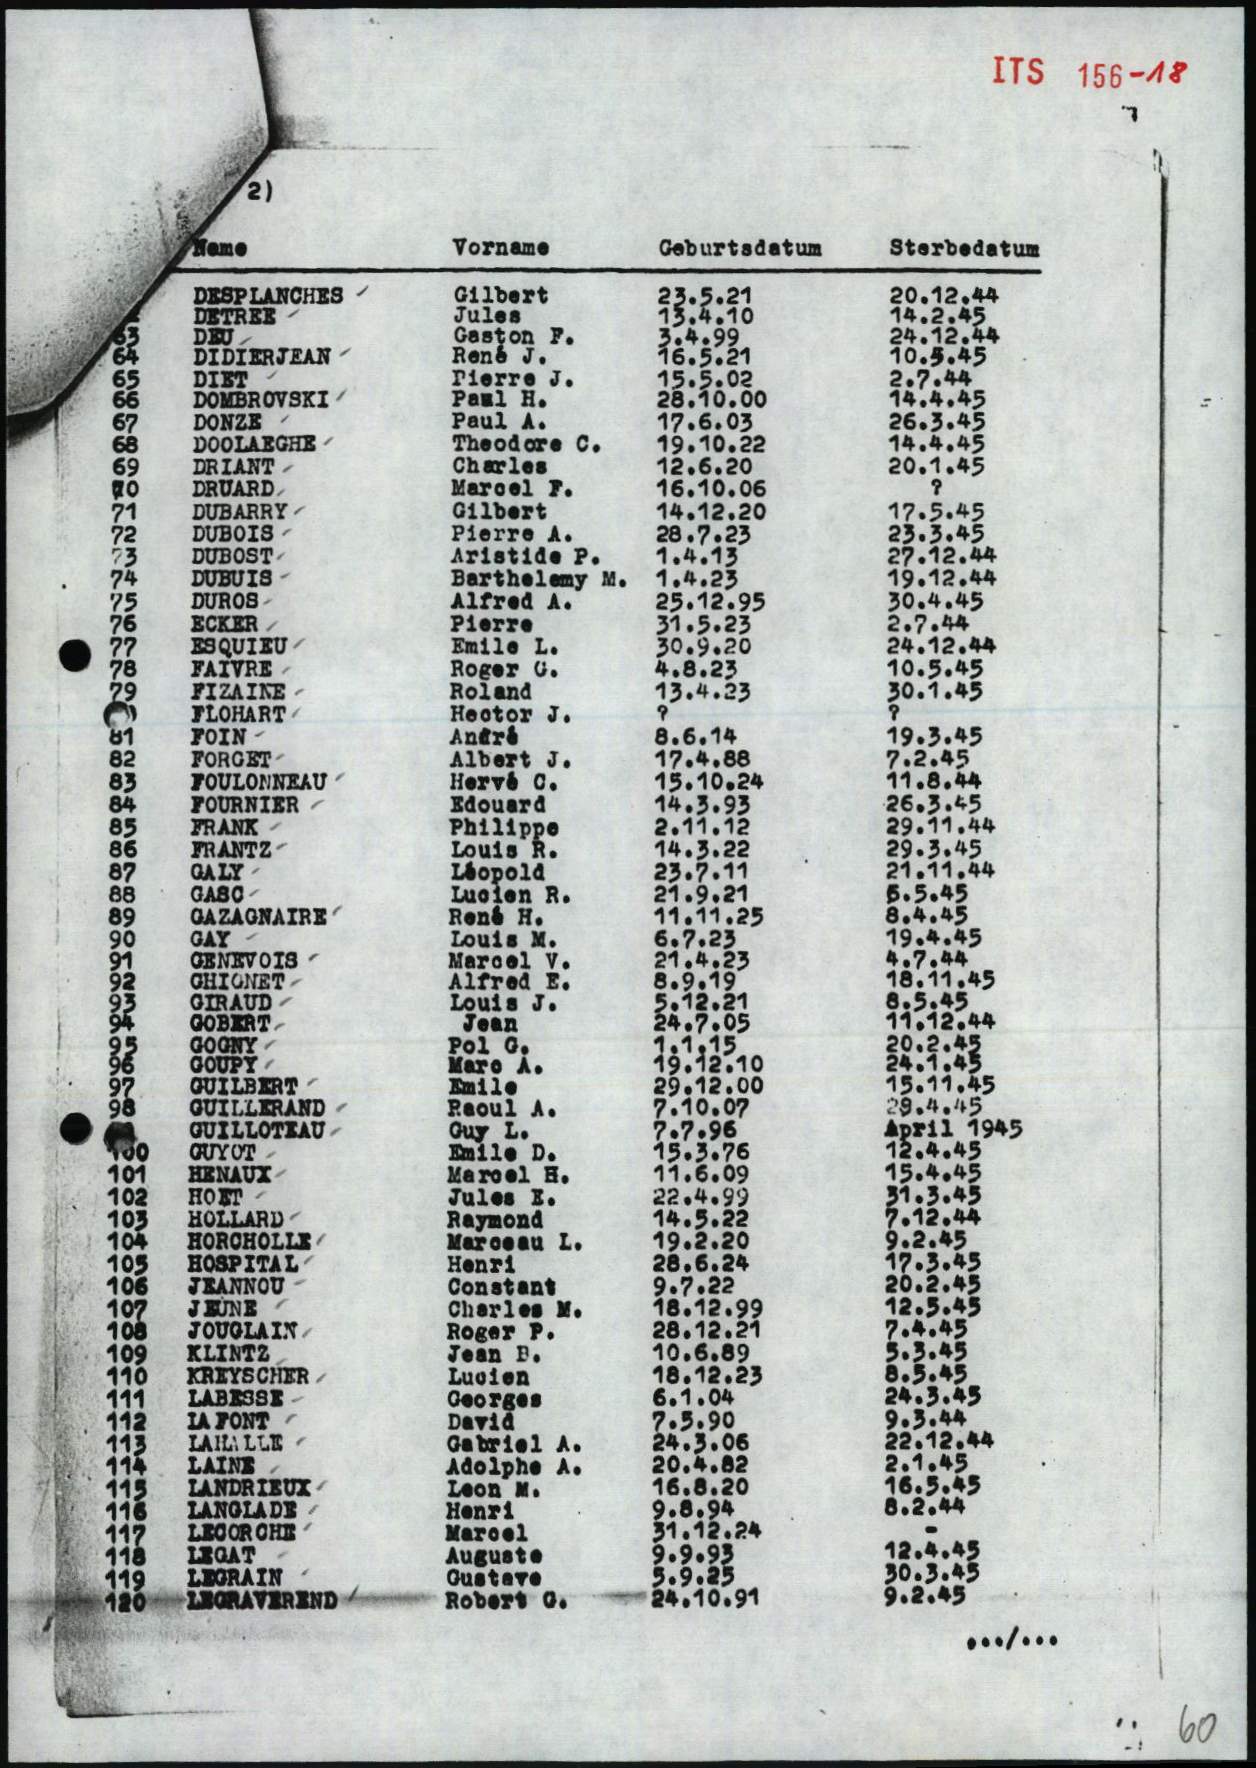 ITS 156-18
2)
Name Vorname Geburtsdatum Sterbedatum
DESPLANCHES Gilbert 23.5.21 20.12.44
DETREE Jules 13.4.10 14.2.45
63 DEU Gaston F. 3.4.99 24.12.44
64 DIDIERJEAN René J. 16.5.21 10.5.45
65 DIET Pierre J. 15.5.02 2.7.44
66 DOMBROVSKI Paul H. 28.10.00 14.4.45
67 DONZE Paul A. 17.6.03 26.3.45
68 DOOLAEGHE Theodore C. 19.10.22 14.4.45
69 DRIANT Charles 12.6.20 20.1.45
70 DRUARD Marcel F. 16.10.06 ?
71 DUBARRY Gilbert 14.12.20 17.5.45
72 DUBOIS Pierre A. 28.7.23 23.3.45
73 DUBOST Aristide P. 1.4.13 27.12.44
74 DUBUIS Barthelemy M. 1.4.23 19.12.44
75 DUROS Alfred A. 25.12.95 30.4.45
76 ECKER Pierre 31.5.23 2.7.44
77 ESQUIEU Emile L. 30.9.20 24.12.44
78 FAIVRE Roger G. 4.8.23 10.5.45
79 FIZAINE Roland 13.4.23 30.1.45
FLOHART Hector J. ? ?
81 FOIN André 8.6.14 19.3.45
82 FORGET Albert J. 17.4.88 7.2.45
83 FOULONNEAU Hervé C. 15.10.24 11.8.44
84 FOURNIER Edouard 14.3.93 26.3.45
85 FRANK Philippe 2.11.12 29.11.44
86 FRANTZ Louis R. 14.3.22 29.3.45
87 GALY Léopold 23.7.11 21.11.44
88 GASC Lucien R. 21.9.21 6.5.45
89 GAZAGNAIRE René H. 11.11.25 8.4.45
90 GAY Louis M. 6.7.23 19.4.45
91 GENEVOIS Marcel V. 21.4.23 4.7.44
92 GHIGNET Alfred E. 8.9.19 18.11.45
93 GIRAUD Louis J. 5.12.21 8.5.45
94 GOBERT Jean 24.7.05 11.12.44
95 GOGNY Pol G. 1.1.15 20.2.45
96 GOUPY Marc A. 19.12.10 24.1.45
97 GUILBERT Emile 29.12.00 15.11.45
98 GUILLERAND Raoul A. 7.10.07 29.4.45
GUILLOTEAU Guy L. 7.7.96 April 1945
100 GUYOT Emile D. 15.3.76 12.4.45
101 HENAUX Marcel H. 11.6.09 15.4.45
102 HOET Jules E. 22.4.99 31.3.45
103 HOLLARD Raymond 14.5.22 7.12.44
104 HORCHOLLE Marceau L. 19.2.20 9.2.45
105 HOSPITAL Henri 28.6.24 17.3.45
106 JEANNOU Constant 9.7.22 20.2.45
107 JEUNE Charles M. 18.12.99 12.5.45
108 JOUGLAIN Roger P. 28.12.21 7.4.45
109 KLINTZ Jean B. 10.6.89 5.3.45
110 KREYSCHER Lucien 18.12.23 8.5.45
111 LABESSE Georges 6.1.04 24.3.45
112 LAFONT David 7.5.90 9.3.44
113 LAHALLE Gabriel A. 24.3.06 22.12.44
114 LAINE Adolphe A. 20.4.82 2.1.45
115 LANDRIEUX Leon M. 16.8.20 16.5.45
116 LANGLADE Henri 9.8.94 8.2.44
117 LECORCHE Marcel 31.12.24 -
118 LEGAT Auguste 9.9.93 12.4.45
119 LEGRAIN Gustave 5.9.25 30.3.45
120 LEGRAVEREND Robert G. 24.10.91 9.2.45
.../...
60